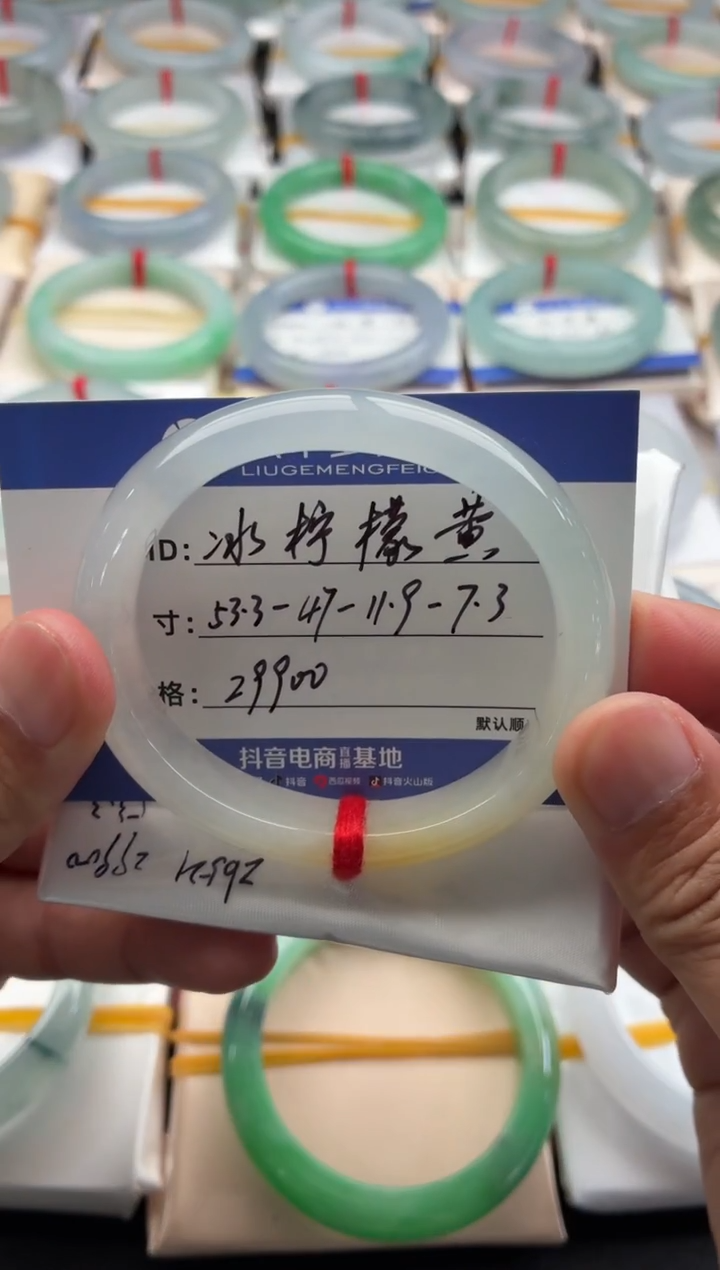 LIUGEMENGFEIC
ID: 冰柠檬黄
寸: 53.3-47-11.9-7.3
格: 29900
默认顺
抖音电商直播基地
抖音 西瓜视频 抖音火山版